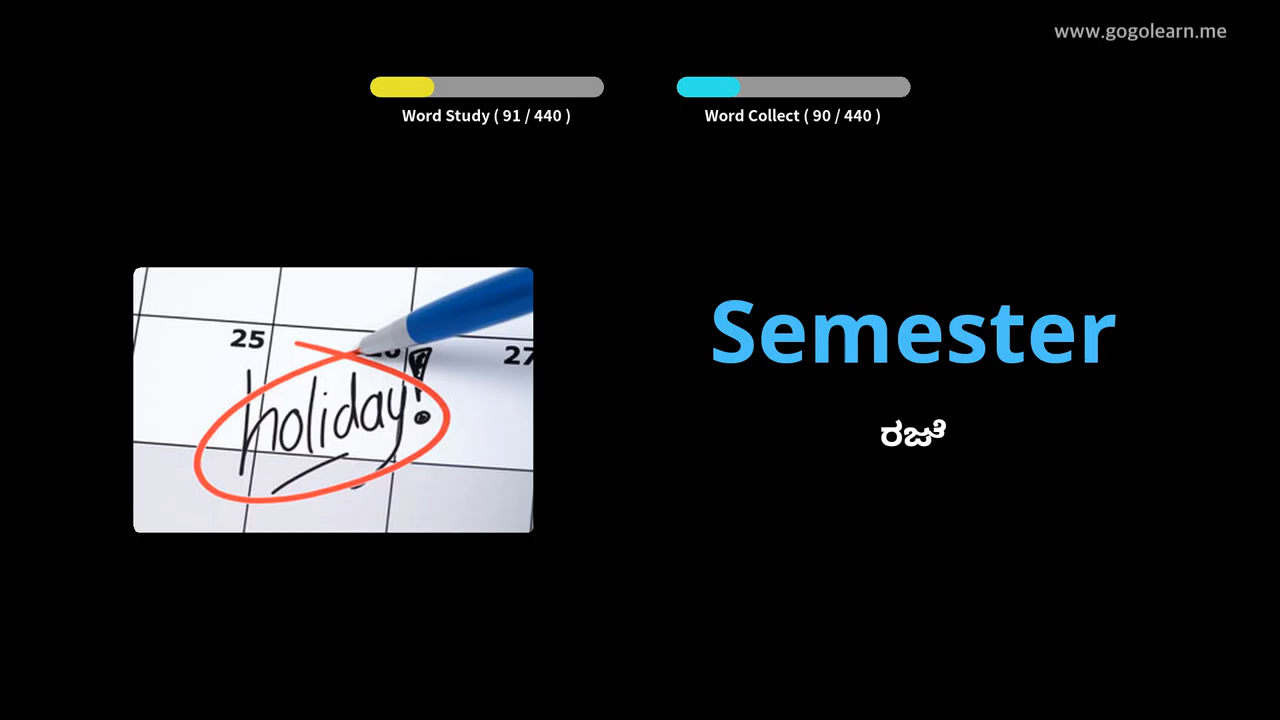 www.gogolearn.me
Word Study ( 91 / 440 )
Word Collect ( 90 / 440 )
25
27
holiday!
Semester
ರಜೆ